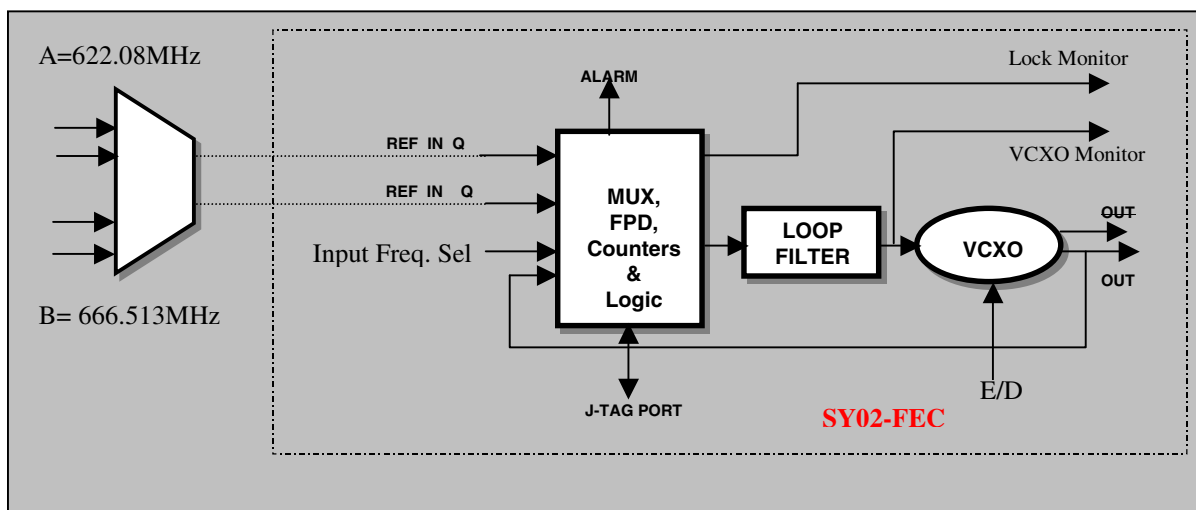 A=622.08MHz
Lock Monitor
ALARM
REF IN Q
VCXO Monitor
REF IN Q
MUX,
FPD,
Counters
&
Logic
LOOP
FILTER
VCXO
OUT
OUT
Input Freq. Sel
B= 666.513MHz
E/D
J-TAG PORT
SY02-FEC